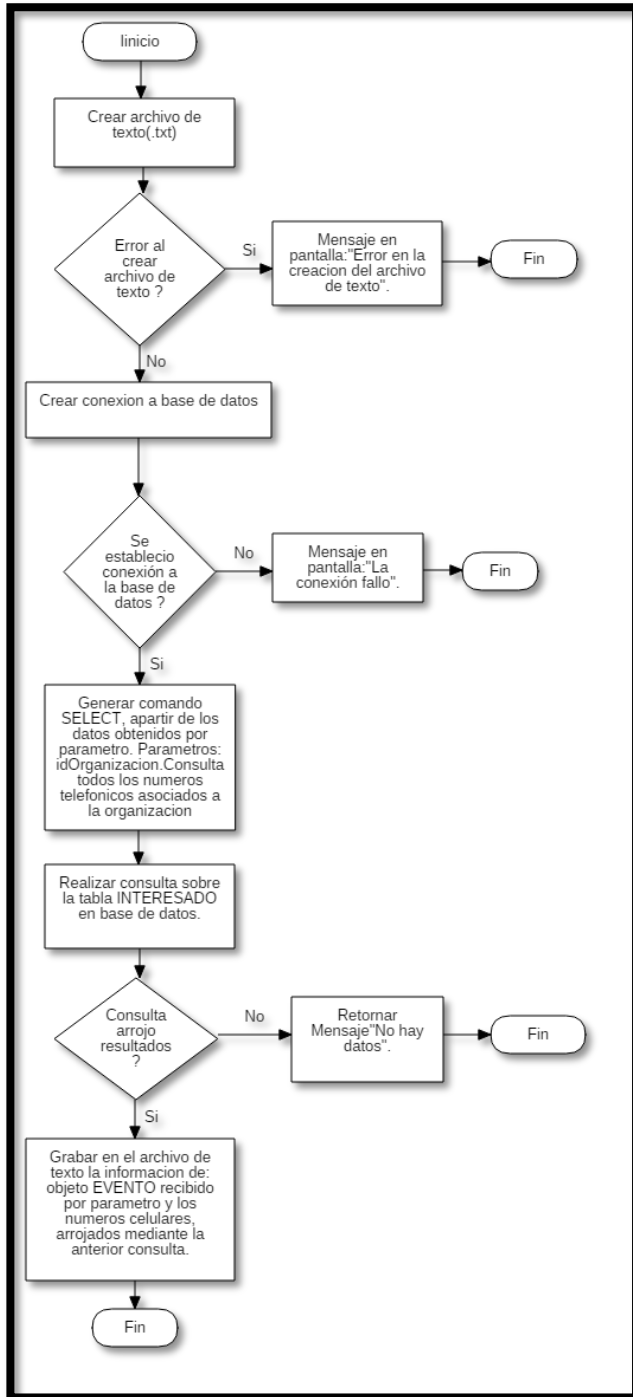 Iinicio
Crear archivo de
texto(.txt)
Error al
crear
archivo de
texto ?
Si
Mensaje en
pantalla:"Error en la
creacion del archivo
de texto".
Fin
No
Crear conexion a base de datos
Se
establecio
conexión a
la base de
datos ?
No
Mensaje en
pantalla:"La
conexión fallo".
Fin
Si
Generar comando
SELECT, apartir de los
datos obtenidos por
parametro. Parametros:
idOrganizacion.Consulta
todos los numeros
telefonicos asociados a
la organizacion
Realizar consulta sobre
la tabla INTERESADO
en base de datos.
Consulta
arrojo
resultados
?
No
Retornar
Mensaje"No hay
datos".
Fin
Si
Grabar en el archivo de
texto la informacion de:
objeto EVENTO recibido
por parametro y los
numeros celulares,
arrojados mediante la
anterior consulta.
Fin